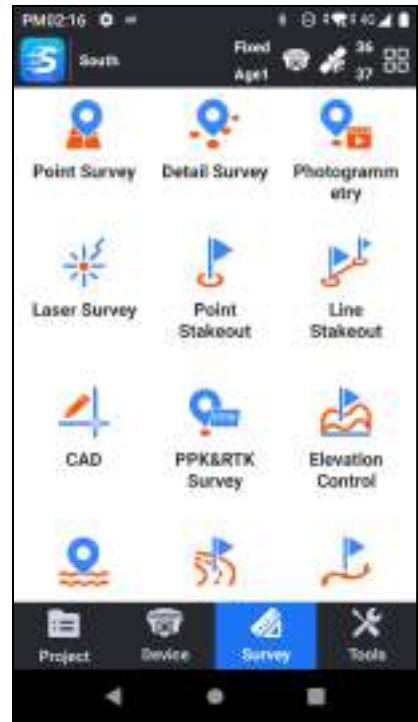 PM02:16
4G
South
Fixed
Age1
36
37
Point Survey
Detail Survey
Photogramm
etry
Laser Survey
Point
Stakeout
Line
Stakeout
CAD
PPK&RTK
Survey
Elevation
Control
Project
Device
Survey
Tools